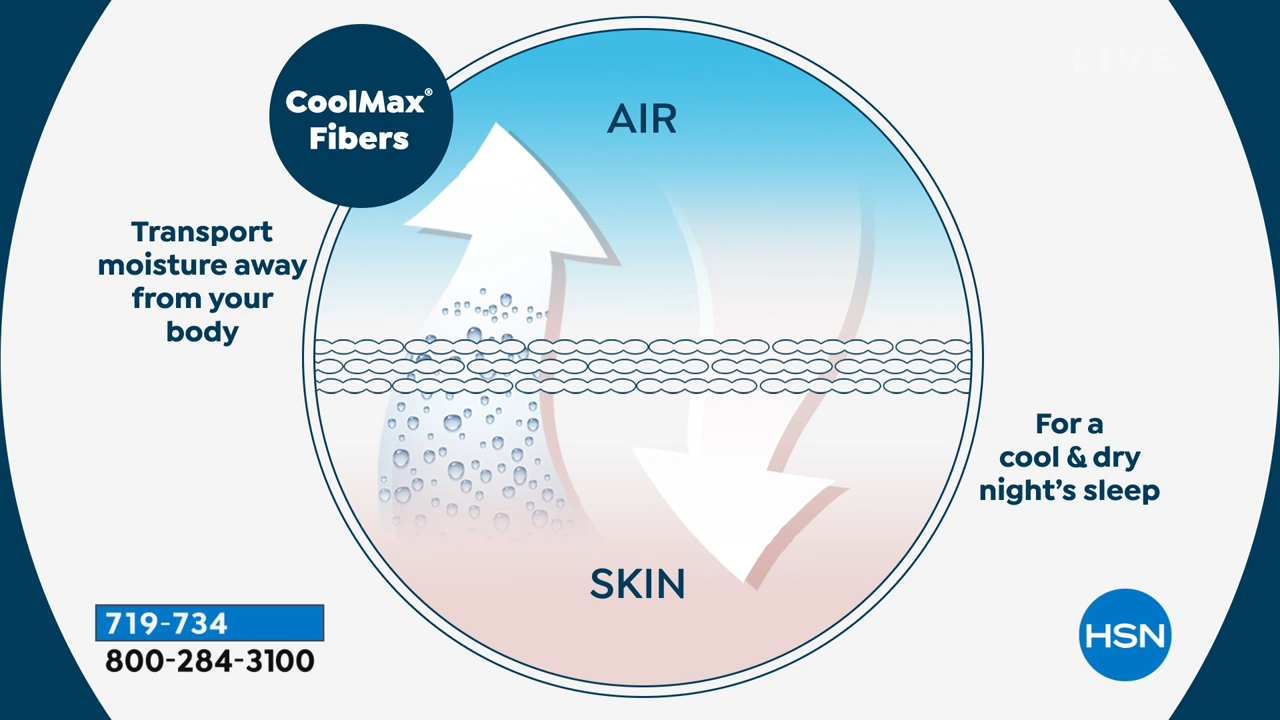 LIVE
CoolMax®
Fibers
AIR
Transport
moisture away
from your
body
For a
cool & dry
night's sleep
SKIN
719-734
800-284-3100
HSN